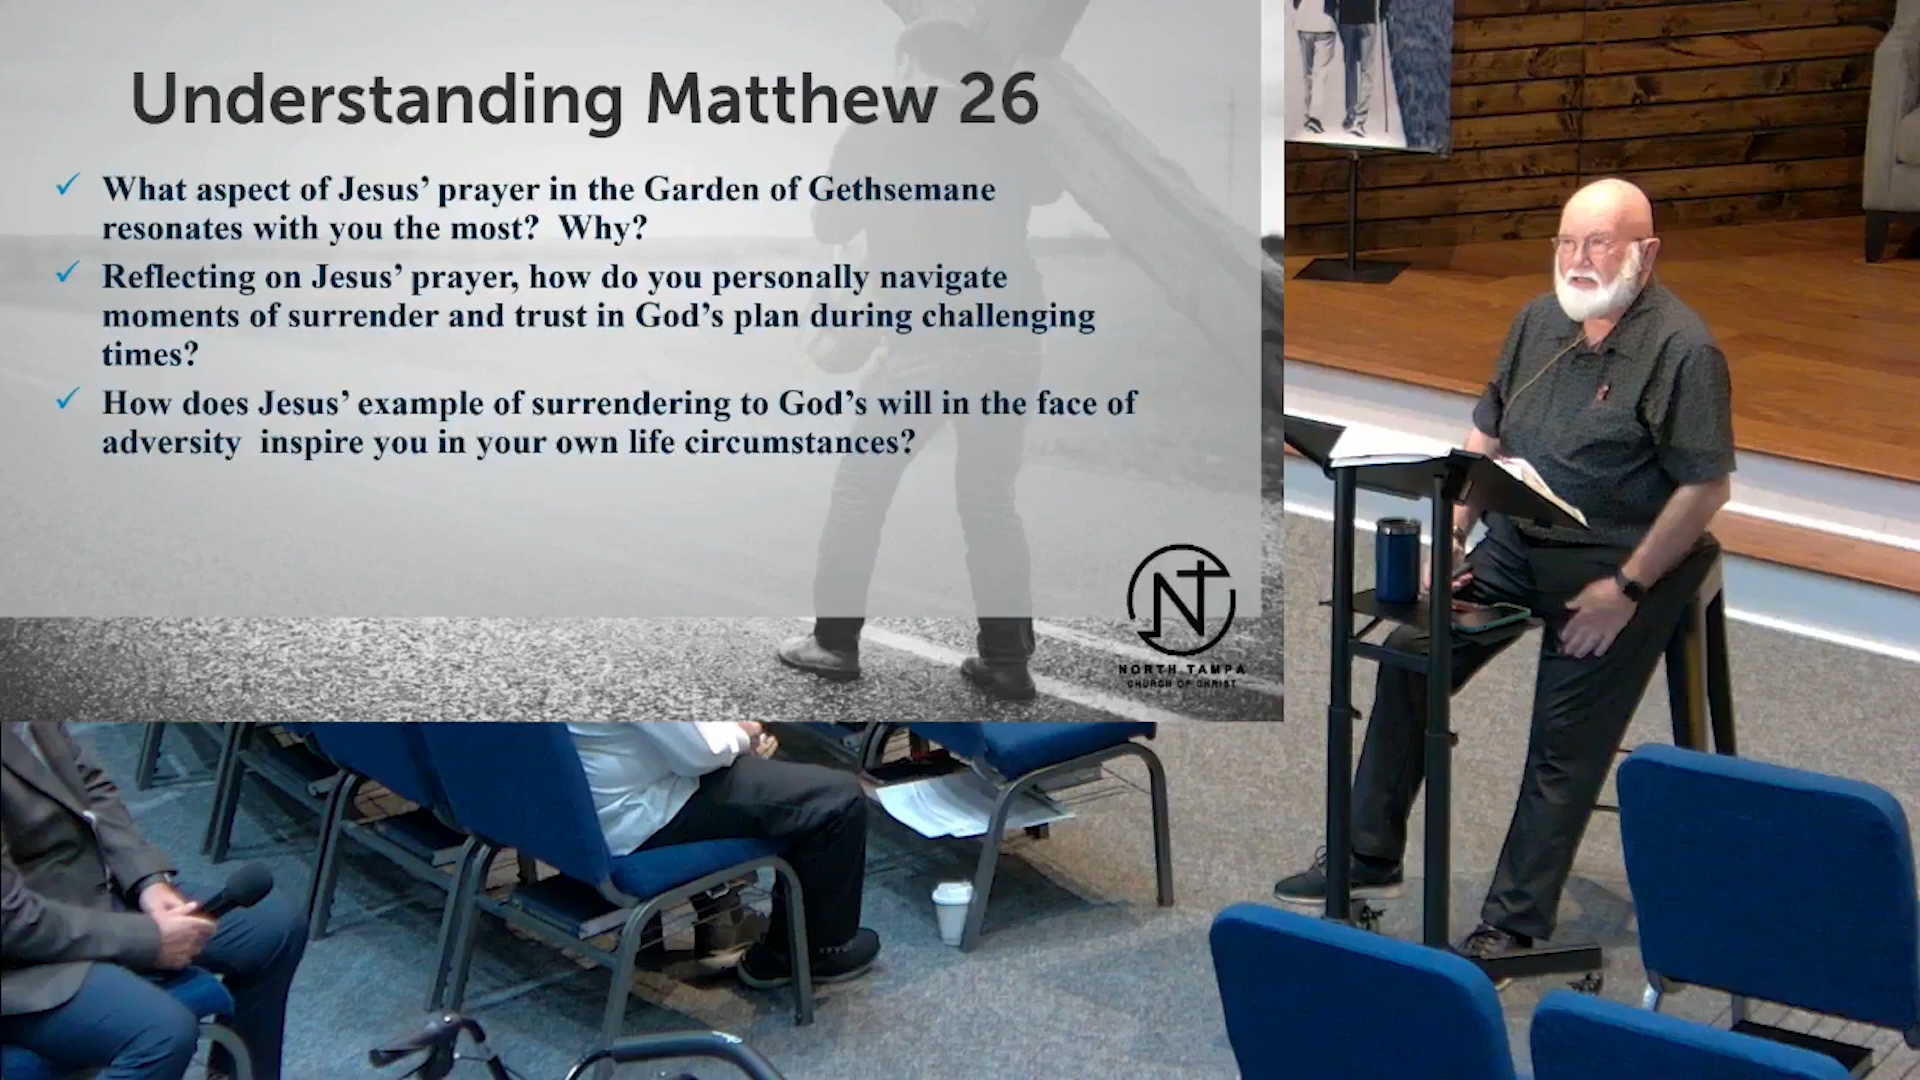 Understanding Matthew 26
✓ What aspect of Jesus’ prayer in the Garden of Gethsemane
resonates with you the most?  Why?
✓ Reflecting on Jesus’ prayer, how do you personally navigate
moments of surrender and trust in God’s plan during challenging
times?
✓ How does Jesus’ example of surrendering to God’s will in the face of
adversity  inspire you in your own life circumstances?
NT
NORTH TAMPA
CHURCH OF CHRIST